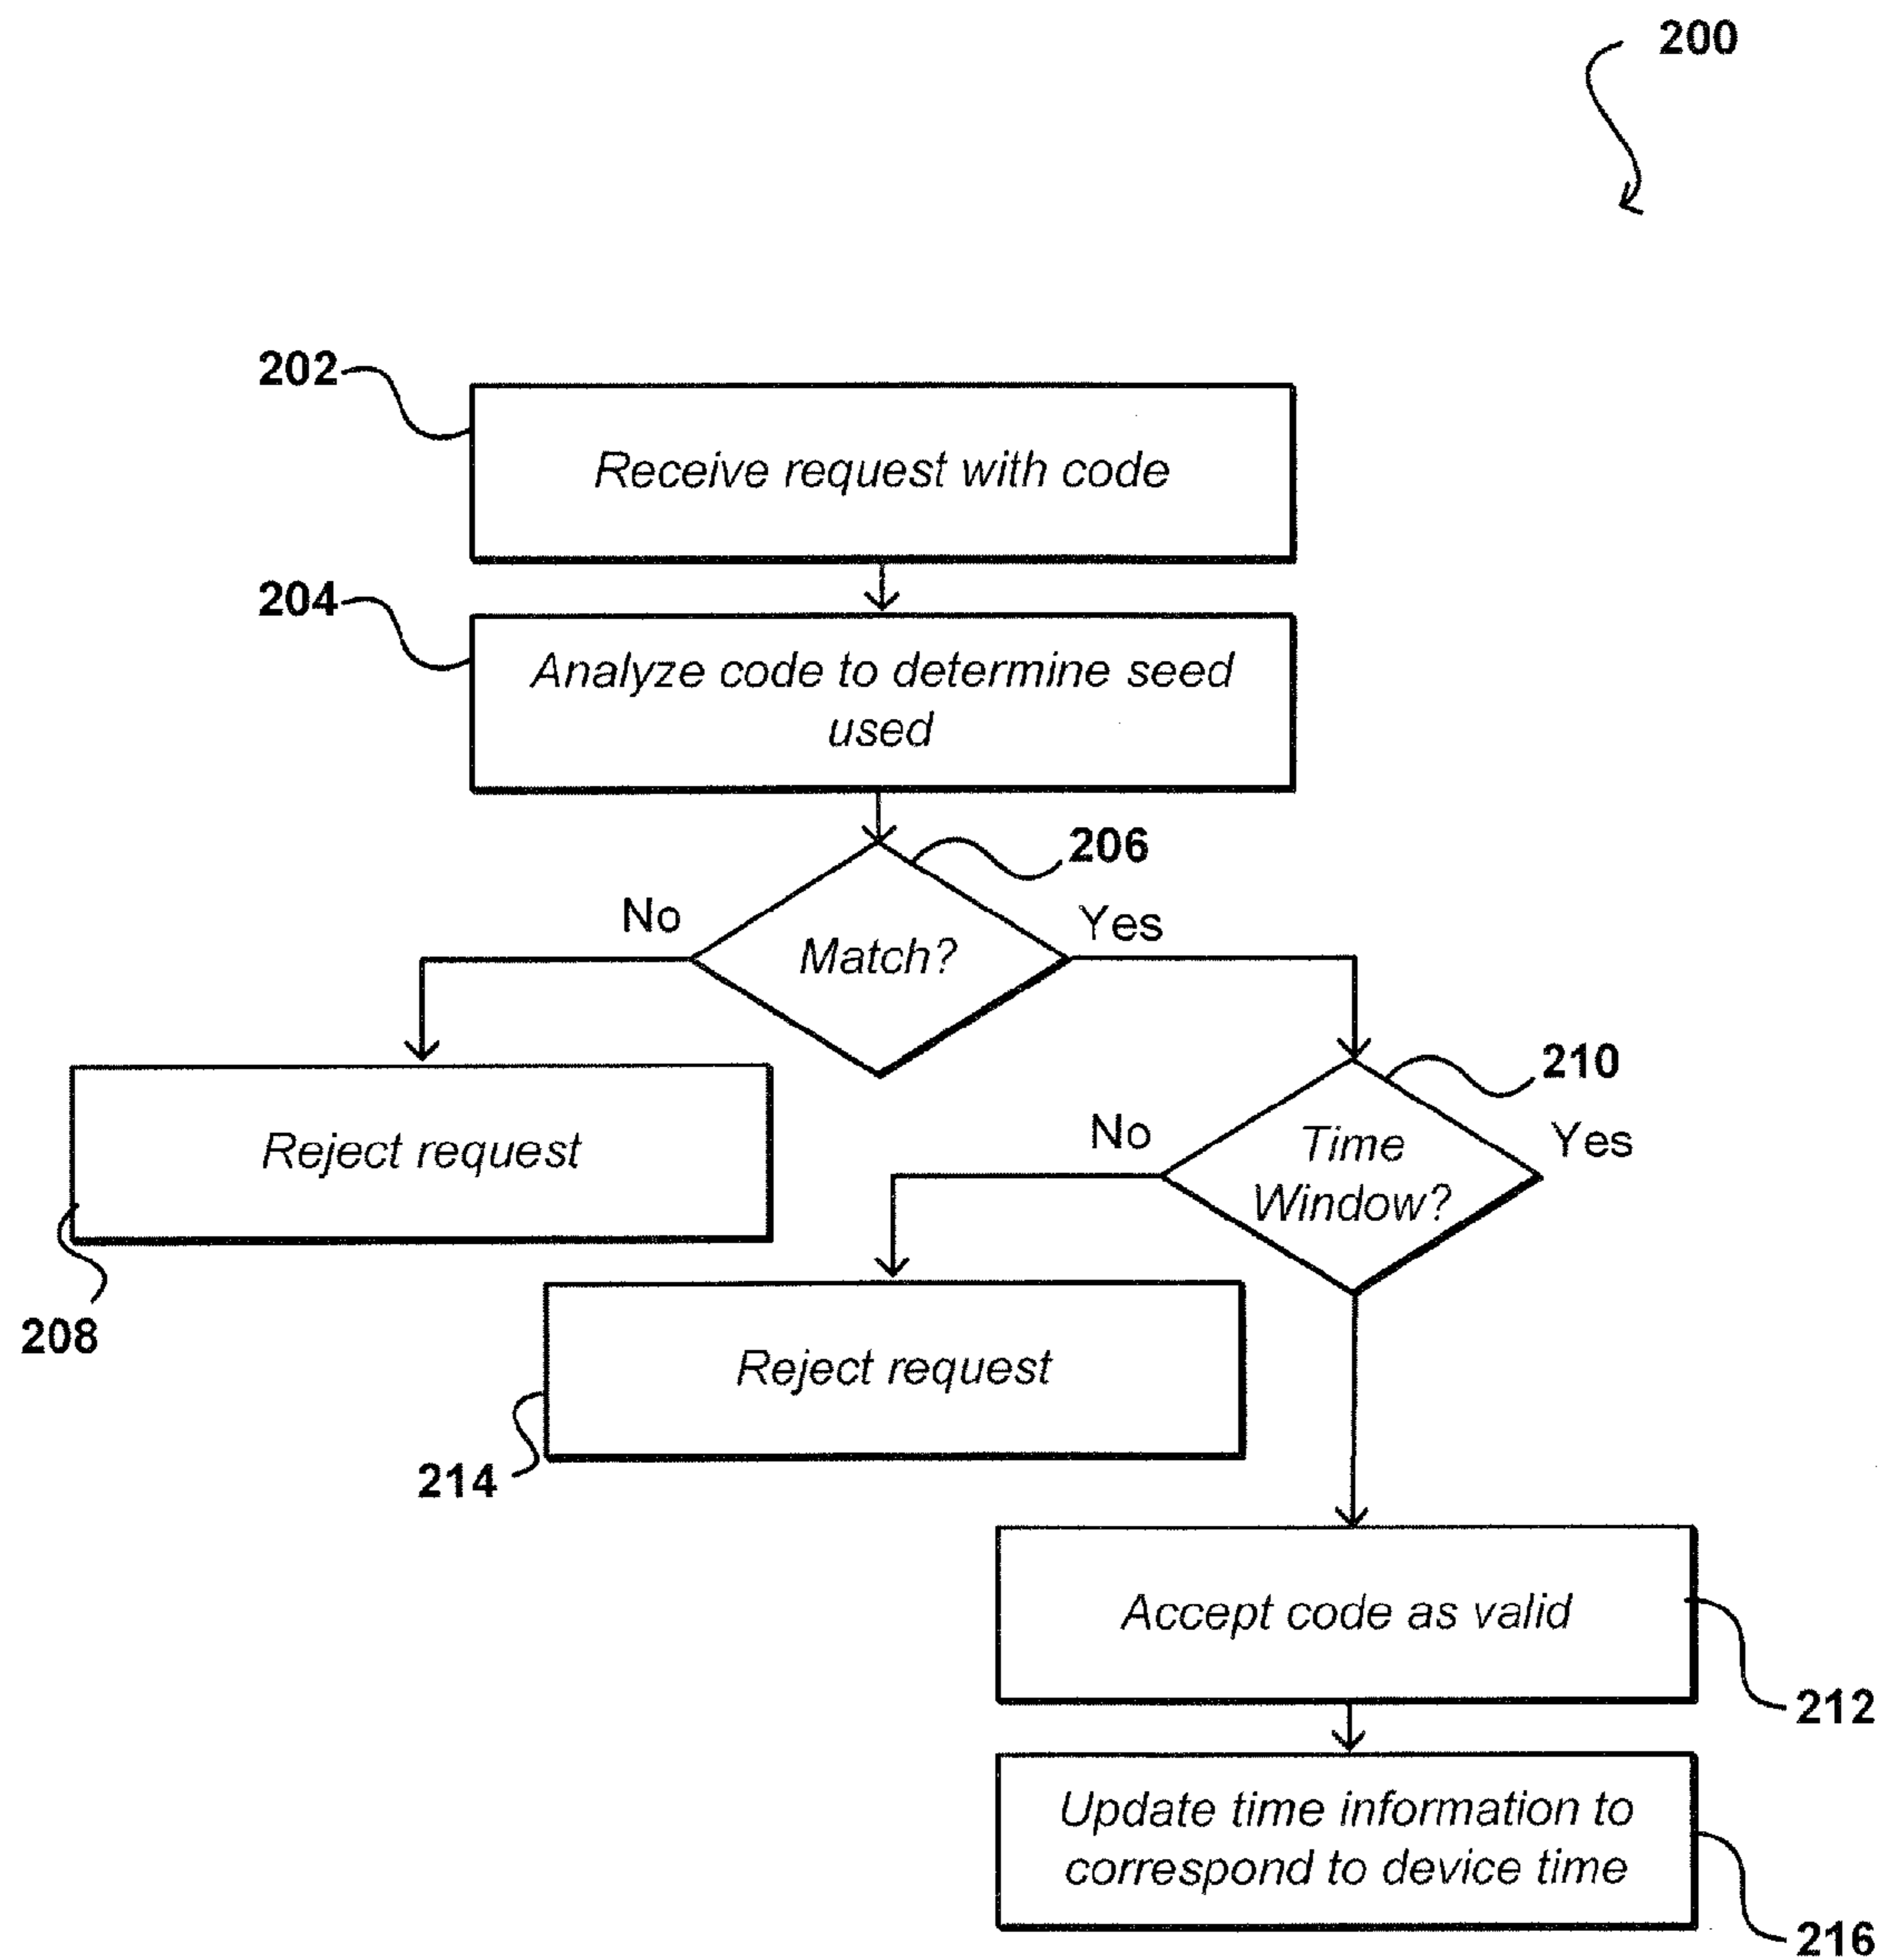 200
202
Receive request with code
204
Analyze code to determine seed
used
206
No
Yes
Match?
210
No
Yes
Time
Window?
Reject request
208
Reject request
214
Accept code as valid
212
Update time information to
correspond to device time
216